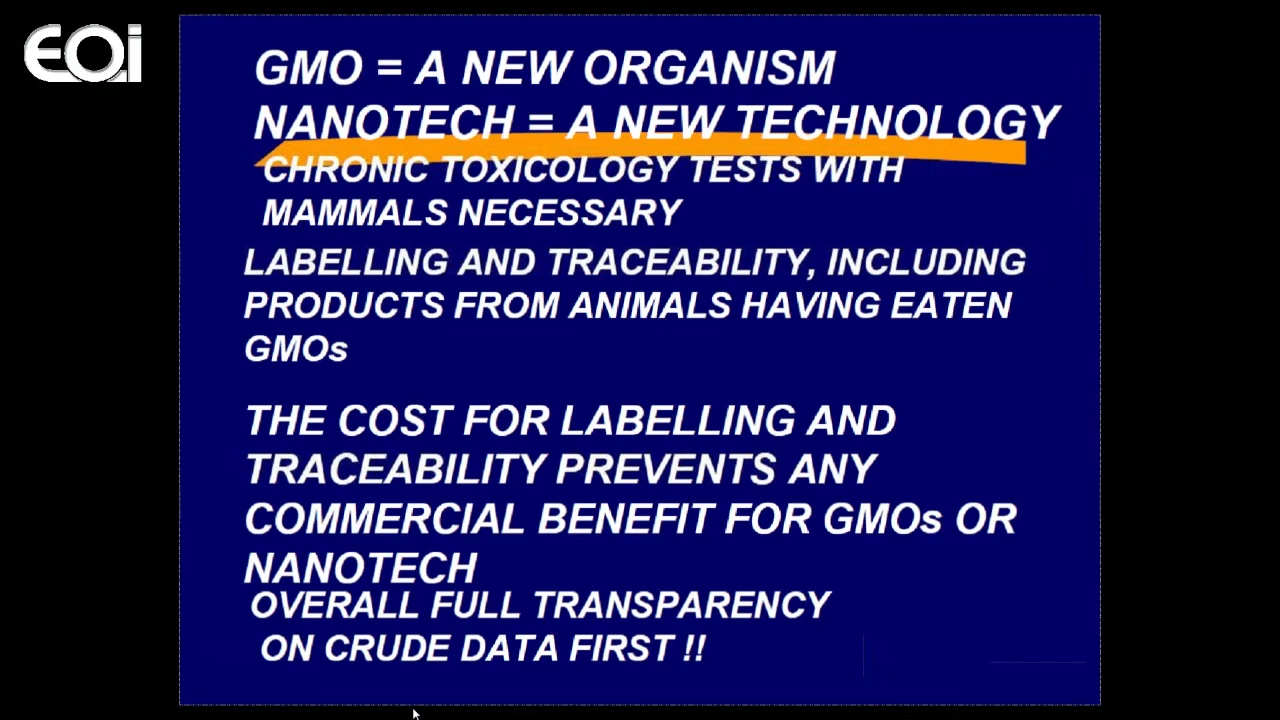 EOi
GMO = A NEW ORGANISM
NANOTECH = A NEW TECHNOLOGY
CHRONIC TOXICOLOGY TESTS WITH
MAMMALS NECESSARY
LABELLING AND TRACEABILITY, INCLUDING
PRODUCTS FROM ANIMALS HAVING EATEN
GMOs
THE COST FOR LABELLING AND
TRACEABILITY PREVENTS ANY
COMMERCIAL BENEFIT FOR GMOs OR
NANOTECH
OVERALL FULL TRANSPARENCY
ON CRUDE DATA FIRST !!